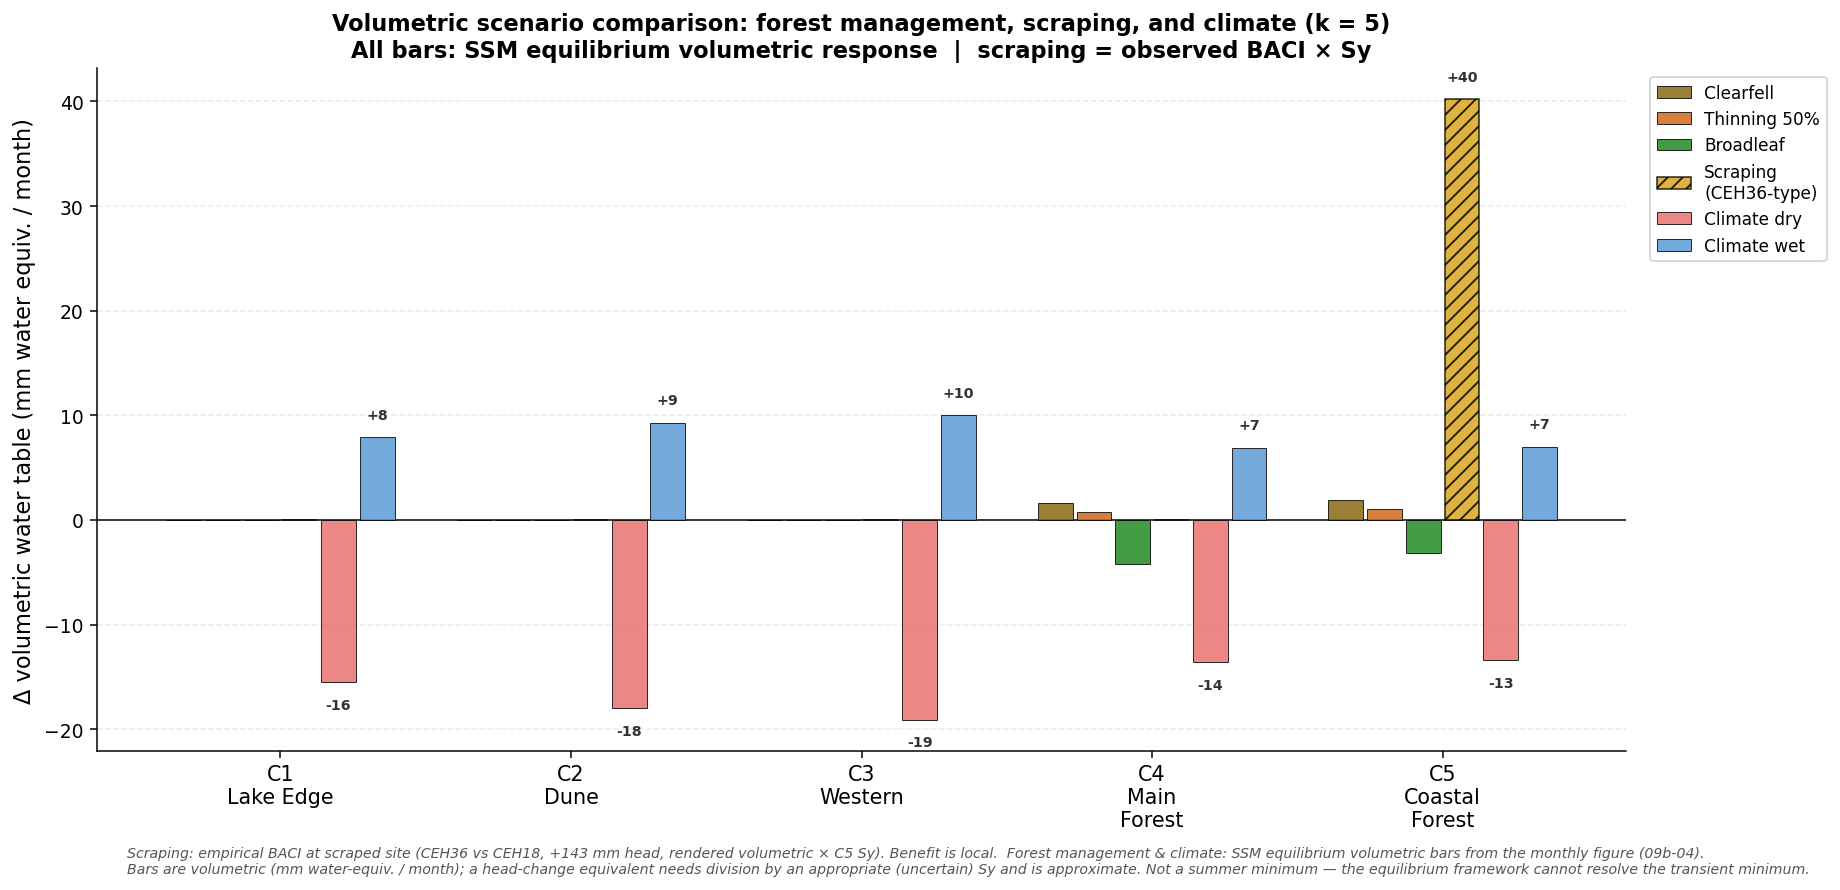 Volumetric scenario comparison: forest management, scraping, and climate (k = 5)
All bars: SSM equilibrium volumetric response | scraping = observed BACI × Sy
Δ volumetric water table (mm water equiv. / month)
40
30
20
10
0
−10
−20
+8
-16
+9
-18
+10
-19
+7
-14
+40
+7
-13
C1
Lake Edge
C2
Dune
C3
Western
C4
Main
Forest
C5
Coastal
Forest
Clearfell
Thinning 50%
Broadleaf
Scraping
(CEH36-type)
Climate dry
Climate wet
Scraping: empirical BACI at scraped site (CEH36 vs CEH18, +143 mm head, rendered volumetric × C5 Sy). Benefit is local. Forest management & climate: SSM equilibrium volumetric bars from the monthly figure (09b-04).
Bars are volumetric (mm water-equiv. / month); a head-change equivalent needs division by an appropriate (uncertain) Sy and is approximate. Not a summer minimum — the equilibrium framework cannot resolve the transient minimum.